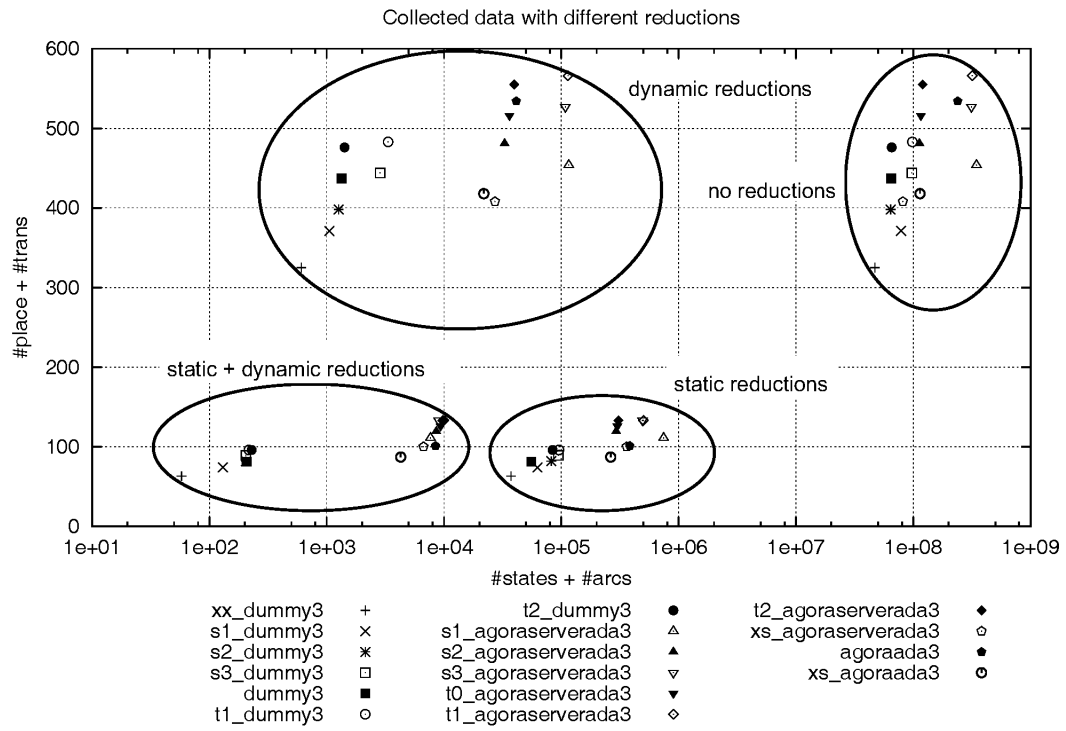 Collected data with different reductions
600
500
400
300
200
100
0
#place + #trans
dynamic reductions
no reductions
static + dynamic reductions
static reductions
1e+01 1e+02 1e+03 1e+04 1e+05 1e+06 1e+07 1e+08 1e+09
#states + #arcs
xx_dummy3
s1_dummy3
s2_dummy3
s3_dummy3
dummy3
t1_dummy3
t2_dummy3
s1_agoraserverada3
s2_agoraserverada3
s3_agoraserverada3
t0_agoraserverada3
t1_agoraserverada3
t2_agoraserverada3
xs_agoraserverada3
agoraada3
xs_agoraada3